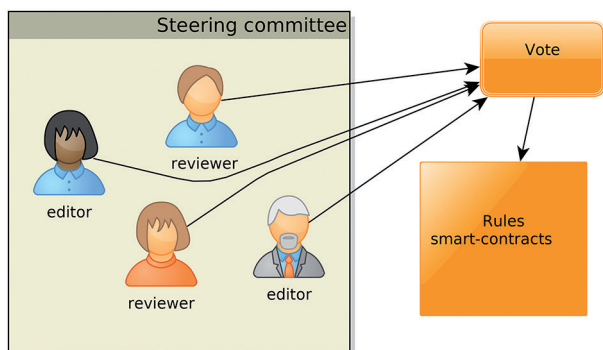 Steering committee
Vote
reviewer
editor
Rules
smart-contracts
reviewer
editor